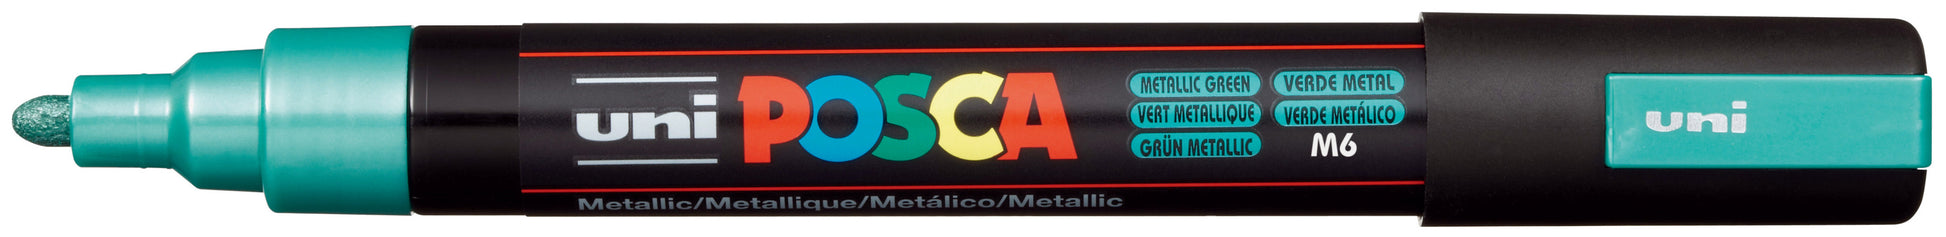 uni POSCA
METALLIC GREEN
VERDE METAL
VERT METALLIQUE
VERDE METÁLICO
GRÜN METALLIC
M6
Metallic/Metallique/Metálico/Metallic
uni